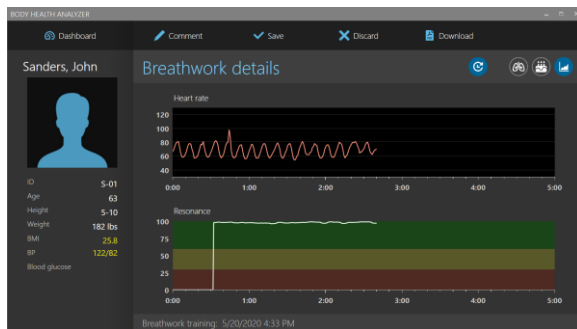 BODY HEALTH ANALYZER
Dashboard Comment Save Discard Download
Sanders, John
Breathwork details
ID S-01
Age 63
Height 5-10
Weight 182 lbs
BMI 25.8
BP 122/82
Blood glucose
Heart rate
120
100
80
60
40
0:00 1:00 2:00 3:00 4:00 5:00
Resonance
100
75
50
25
0
0:00 1:00 2:00 3:00 4:00 5:00
Breathwork training: 5/20/2020 4:33 PM